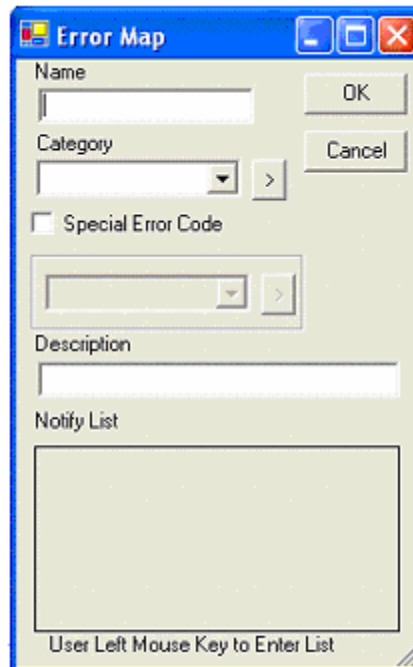 Error Map
Name
OK
Category
Cancel
>
Special Error Code
>
Description
Notify List
User Left Mouse Key to Enter List